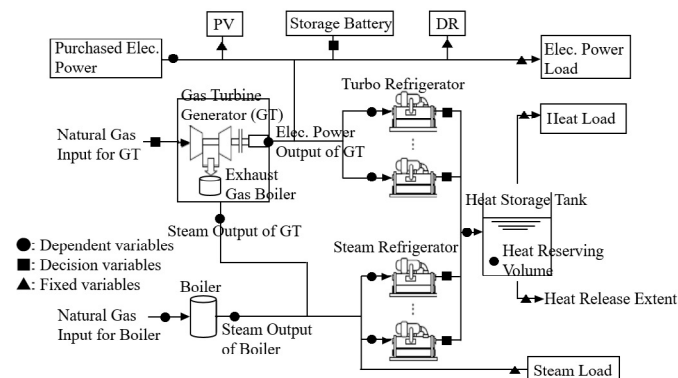 PV
Storage Battery
DR
Purchased Elec.
Power
Elec. Power
Load
Gas Turbine
Generator (GT)
Turbo Refrigerator
Heat Load
Natural Gas
Input for GT
Elec. Power
Output of GT
Exhaust
Gas Boiler
Heat Storage Tank
Steam Output of GT
Steam Refrigerator
Heat Reserving
Volume
●: Dependent variables
■: Decision variables
▲: Fixed variables
Boiler
Heat Release Extent
Natural Gas
Input for Boiler
Steam Output
of Boiler
Steam Load